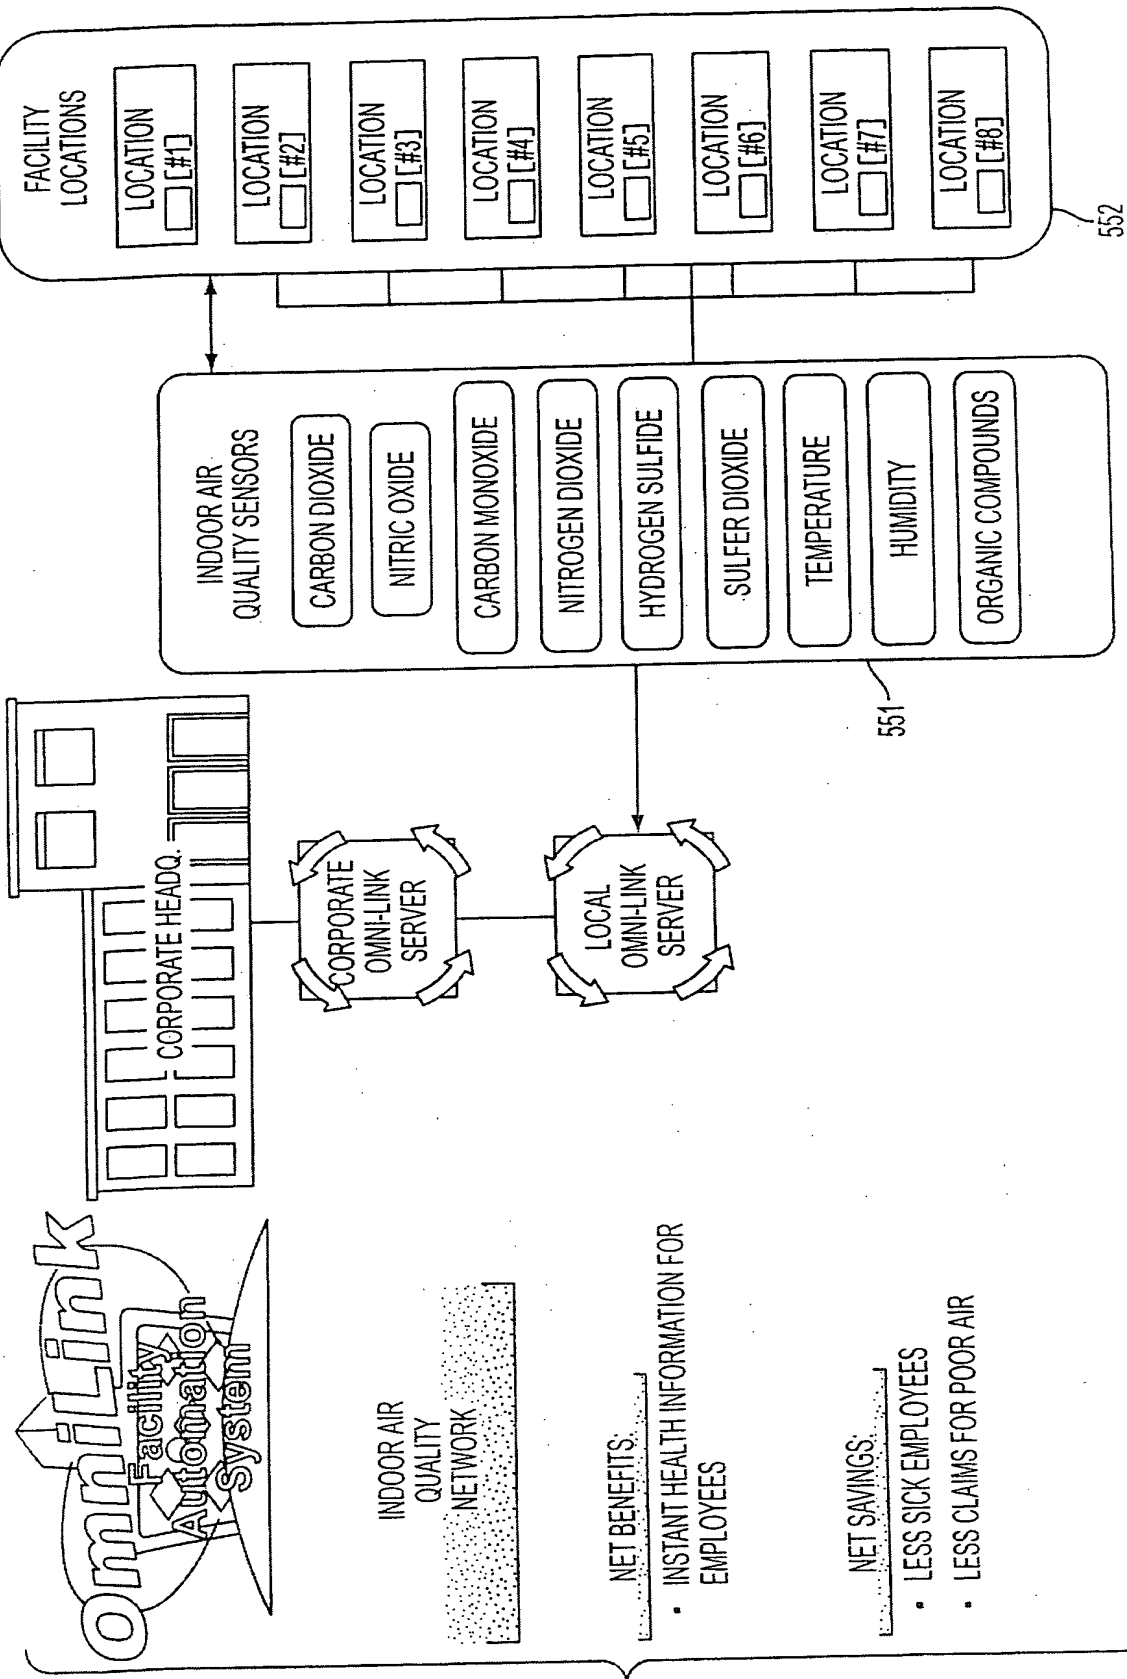 OmniLink
Facility
Automation
System
INDOOR AIR
QUALITY
NETWORK
NET BENEFITS:
• INSTANT HEALTH INFORMATION FOR
EMPLOYEES
NET SAVINGS:
• LESS SICK EMPLOYEES
• LESS CLAIMS FOR POOR AIR
CORPORATE HEADQ.
CORPORATE
OMNI-LINK
SERVER
LOCAL
OMNI-LINK
SERVER
INDOOR AIR
QUALITY SENSORS
CARBON DIOXIDE
NITRIC OXIDE
CARBON MONOXIDE
NITROGEN DIOXIDE
HYDROGEN SULFIDE
SULFER DIOXIDE
TEMPERATURE
HUMIDITY
ORGANIC COMPOUNDS
551
FACILITY
LOCATIONS
LOCATION
[#1]
LOCATION
[#2]
LOCATION
[#3]
LOCATION
[#4]
LOCATION
[#5]
LOCATION
[#6]
LOCATION
[#7]
LOCATION
[#8]
552